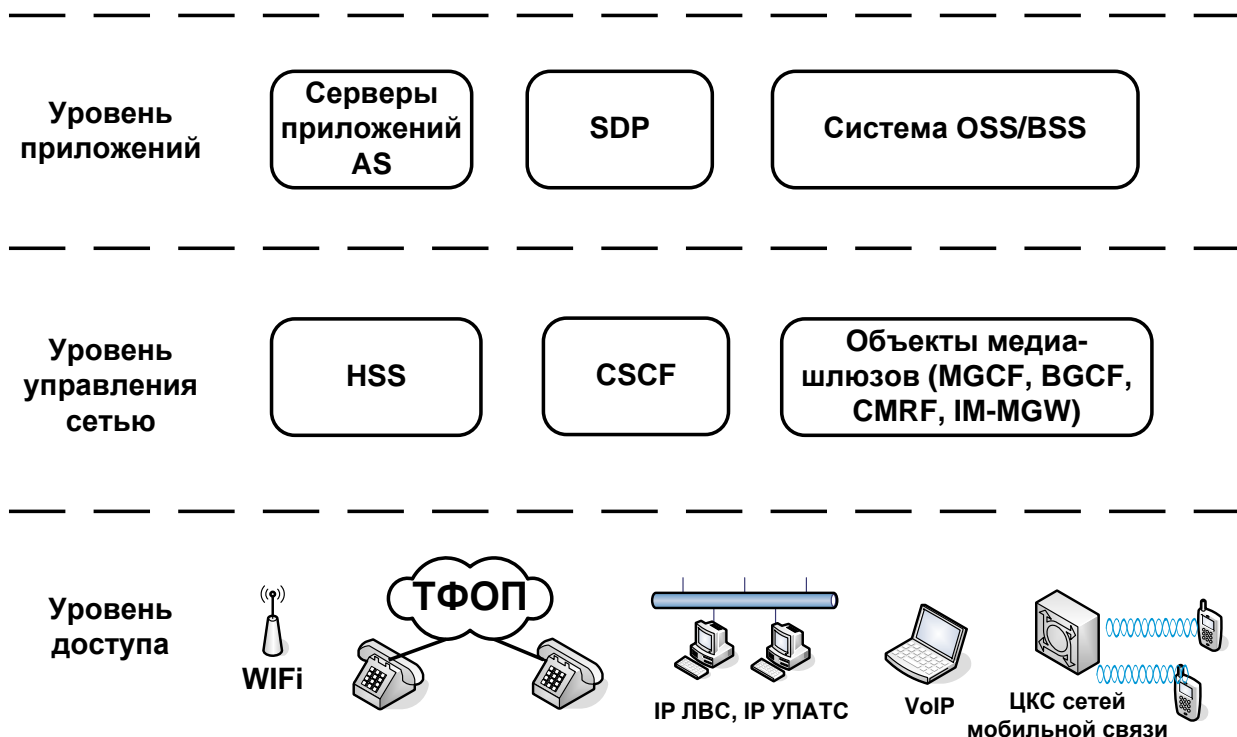 Уровень
приложений
Серверы
приложений
AS
SDP
Система OSS/BSS
Уровень
управления
сетью
HSS
CSCF
Объекты медиа-
шлюзов (MGCF, BGCF,
CMRF, IM-MGW)
Уровень
доступа
WIFi
ТФОП
IP ЛВС, IP УПАТС
VoIP
ЦКС сетей
мобильной связи